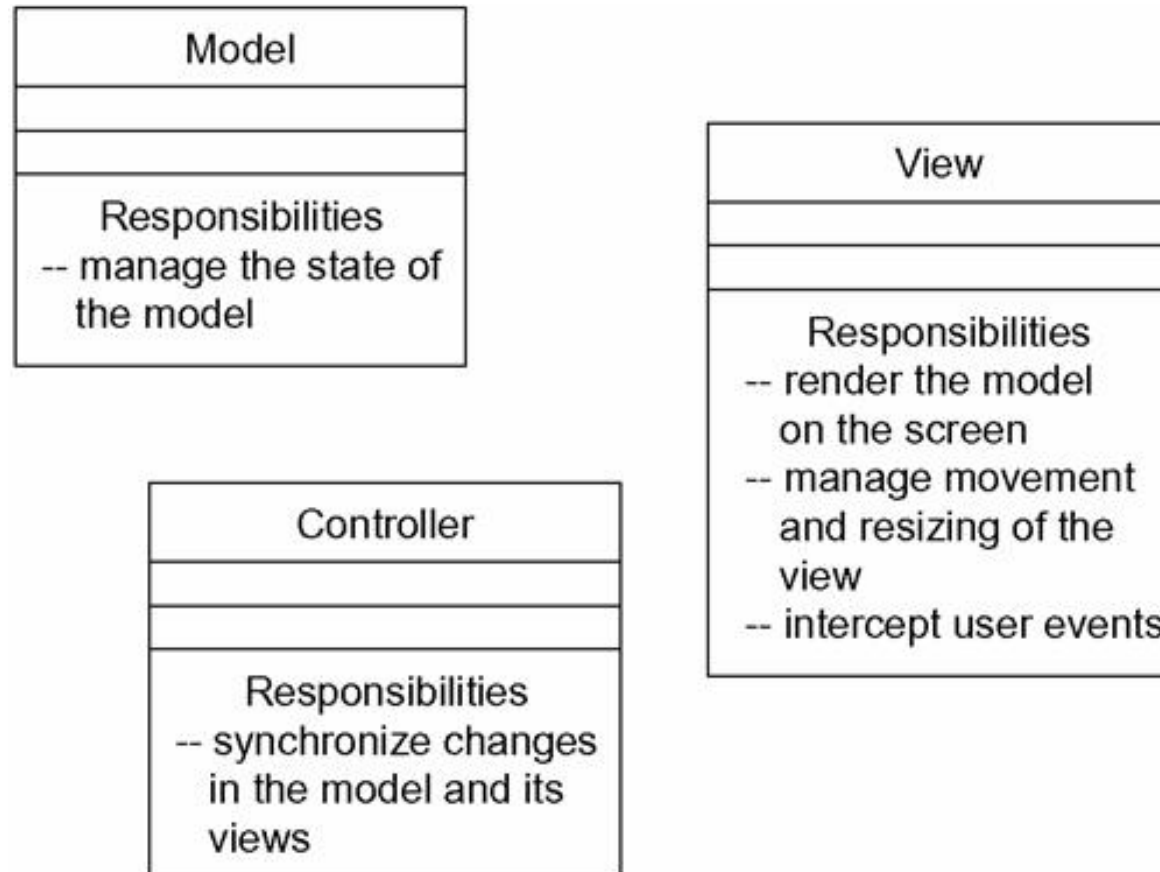 Model
Responsibilities
-- manage the state of
the model
View
Responsibilities
-- render the model
on the screen
-- manage movement
and resizing of the
view
-- intercept user events
Controller
Responsibilities
-- synchronize changes
in the model and its
views